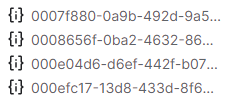 {i} 0007f880-0a9b-492d-9a5...
{i} 0008656f-0ba2-4632-86...
{i} 000e04d6-d6ef-442f-b07...
{i} 000efc17-13d8-433d-8f6...